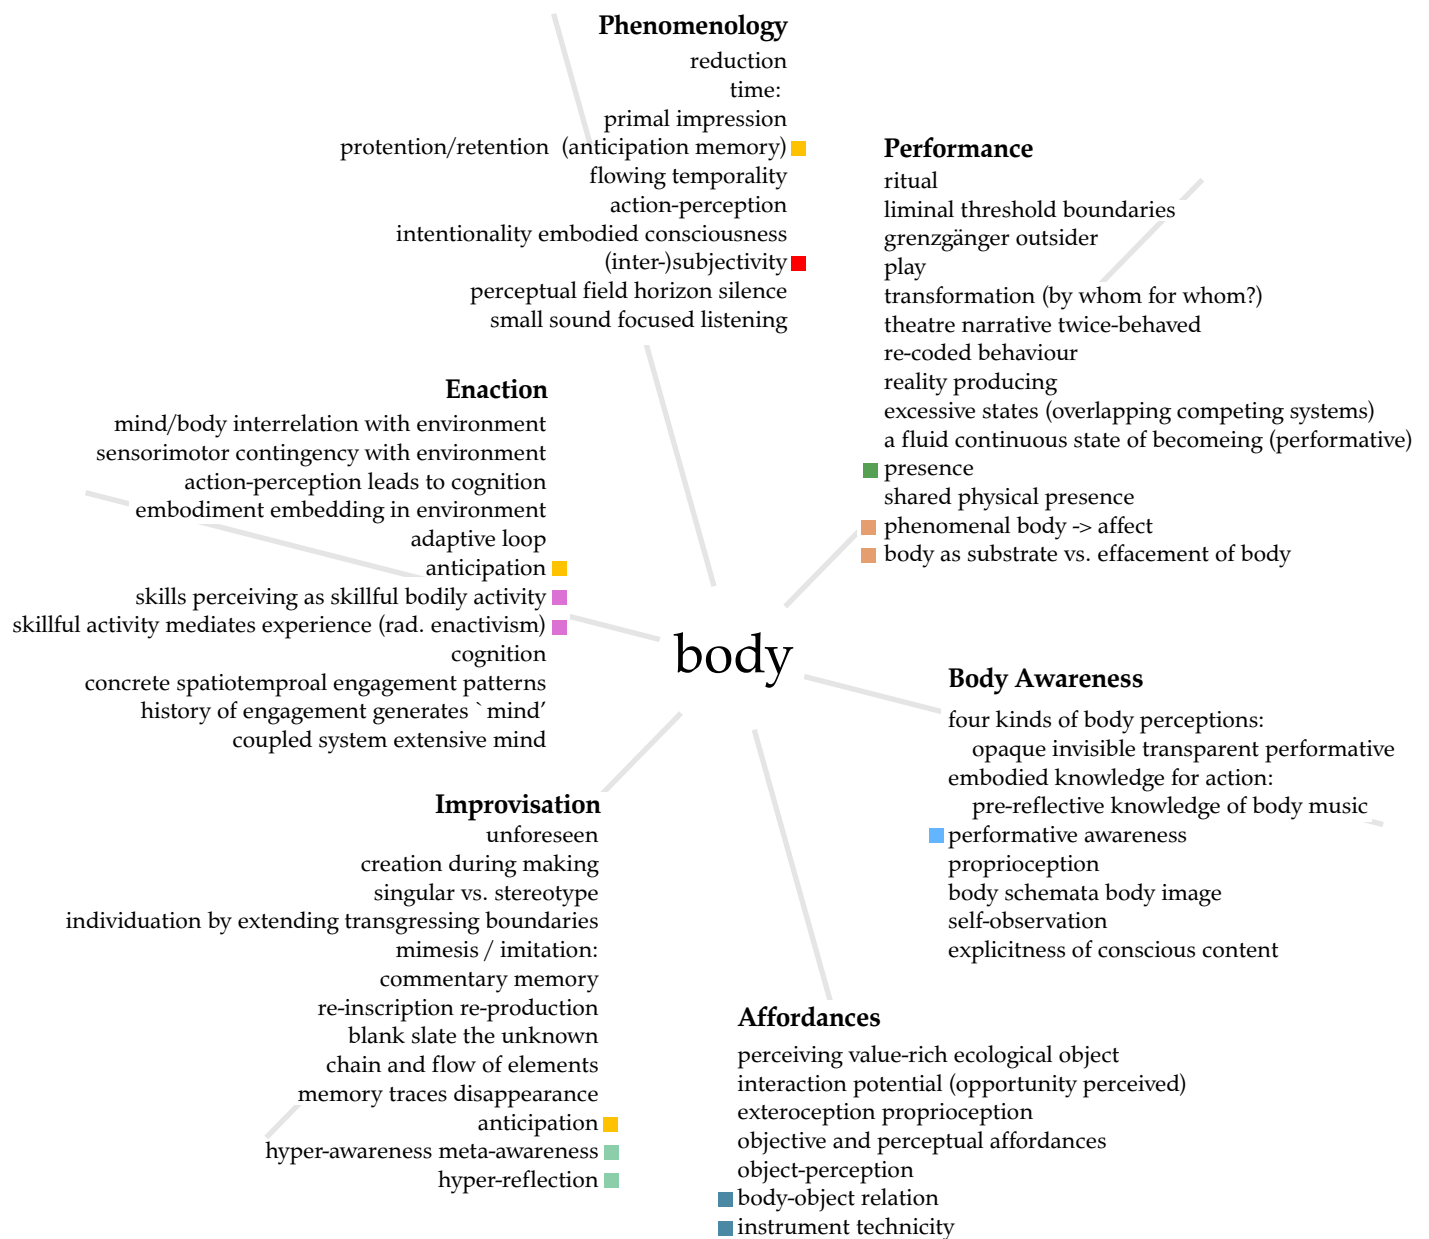 Phenomenology
reduction
time:
primal impression
protention/retention (anticipation memory)
flowing temporality
action-perception
intentionality embodied consciousness
(inter-)subjectivity
perceptual field horizon silence
small sound focused listening
Performance
ritual
liminal threshold boundaries
grenzgänger outsider
play
transformation (by whom for whom?)
theatre narrative twice-behaved
re-coded behaviour
reality producing
excessive states (overlapping competing systems)
a fluid continuous state of becomeing (performative)
presence
shared physical presence
phenomenal body -> affect
body as substrate vs. effacement of body
Enaction
mind/body interrelation with environment
sensorimotor contingency with environment
action-perception leads to cognition
embodiment embedding in environment
adaptive loop
anticipation
skills perceiving as skillful bodily activity
skillful activity mediates experience (rad. enactivism)
cognition
concrete spatiotemproal engagement patterns
history of engagement generates `mind'
coupled system extensive mind
body
Body Awareness
four kinds of body perceptions:
opaque invisible transparent performative
embodied knowledge for action:
pre-reflective knowledge of body music
performative awareness
proprioception
body schemata body image
self-observation
explicitness of conscious content
Improvisation
unforeseen
creation during making
singular vs. stereotype
individuation by extending transgressing boundaries
mimesis / imitation:
commentary memory
re-inscription re-production
blank slate the unknown
chain and flow of elements
memory traces disappearance
anticipation
hyper-awareness meta-awareness
hyper-reflection
Affordances
perceiving value-rich ecological object
interaction potential (opportunity perceived)
exteroception proprioception
objective and perceptual affordances
object-perception
body-object relation
instrument technicity